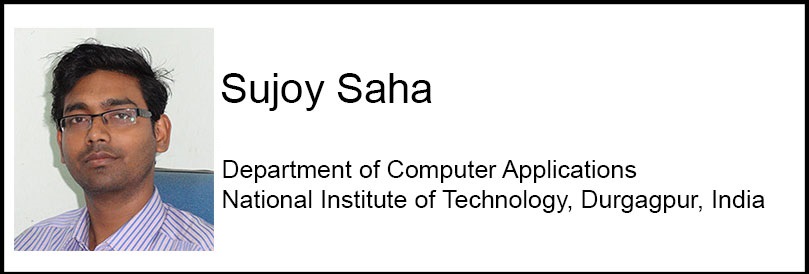 Sujoy Saha
Department of Computer Applications
National Institute of Technology, Durgagpur, India